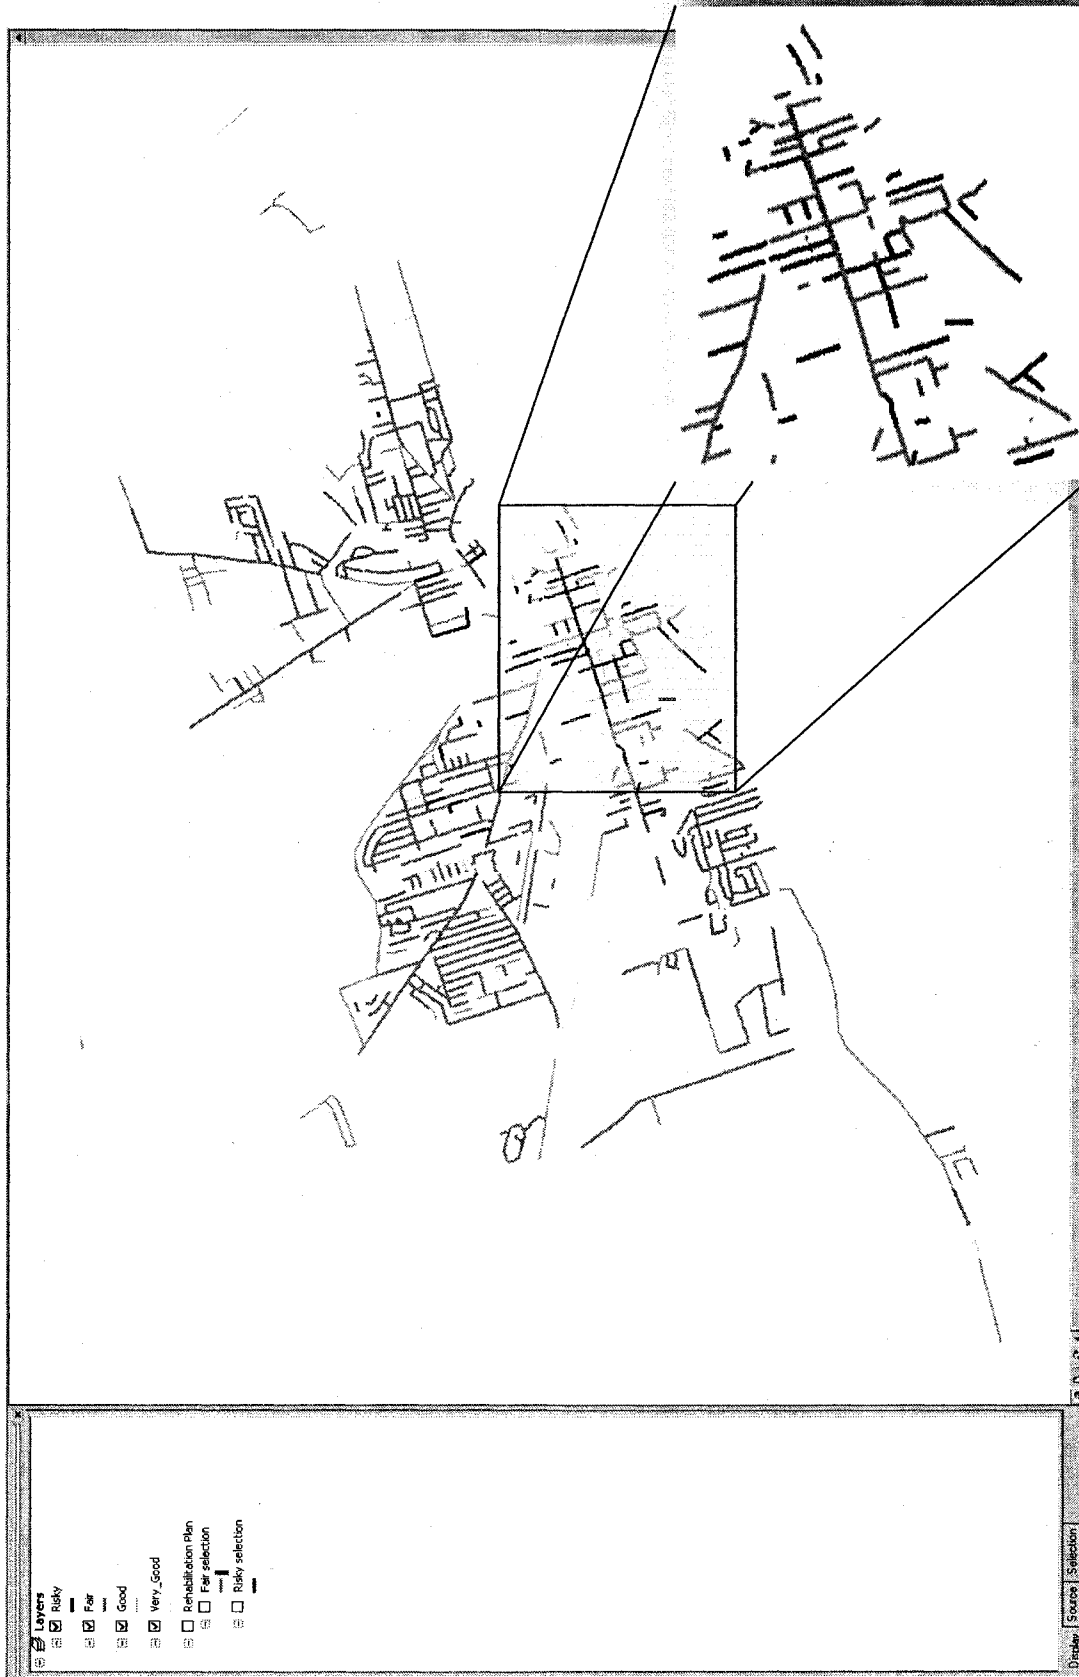 Layers
Risky
Fair
Good
Very_Good
Rehabilitation Plan
Fair selection
Risky selection
Display Source Selection